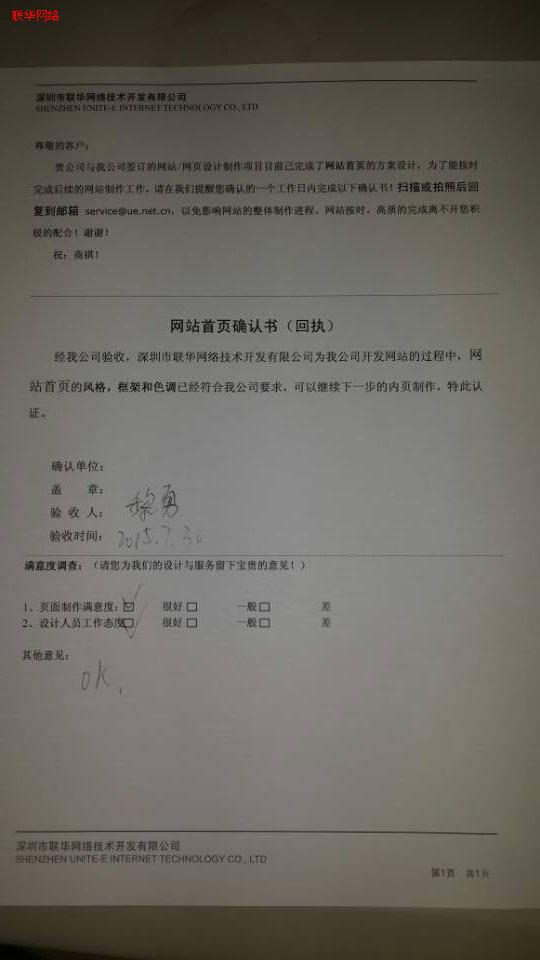 联华网络
深圳市联华网络技术开发有限公司
SHENZHEN UNITE-E INTERNET TECHNOLOGY CO., LTD
尊敬的客户:
贵公司与我公司签订的网站/网页设计制作项目目前已完成了网站首页的方案设计，为了能按时
完成后续的网站制作工作，请在我们提醒您确认的一个工作日内完成以下确认书！扫描或拍照后回
复到邮箱 service@ue.net.cn，以免影响网站的整体制作进程。网站按时、高质的完成离不开您积
极的配合！谢谢！
祝：商祺！
网站首页确认书（回执）
经我公司验收，深圳市联华网络技术开发有限公司为我公司开发网站的过程中，网
站首页的风格，框架和色调已经符合我公司要求，可以继续下一步的内页制作，特此认
证。
确认单位：
盖 章：
验 收 人： 黎勇
验收时间： 2015.7.30
满意度调查：（请您为我们的设计与服务留下宝贵的意见！）
1、页面制作满意度：☑ 很好□ 一般□ 差
2、设计人员工作态度□ 很好□ 一般□ 差
其他意见：
OK.
深圳市联华网络技术开发有限公司
SHENZHEN UNITE-E INTERNET TECHNOLOGY CO., LTD
第1页 共1页